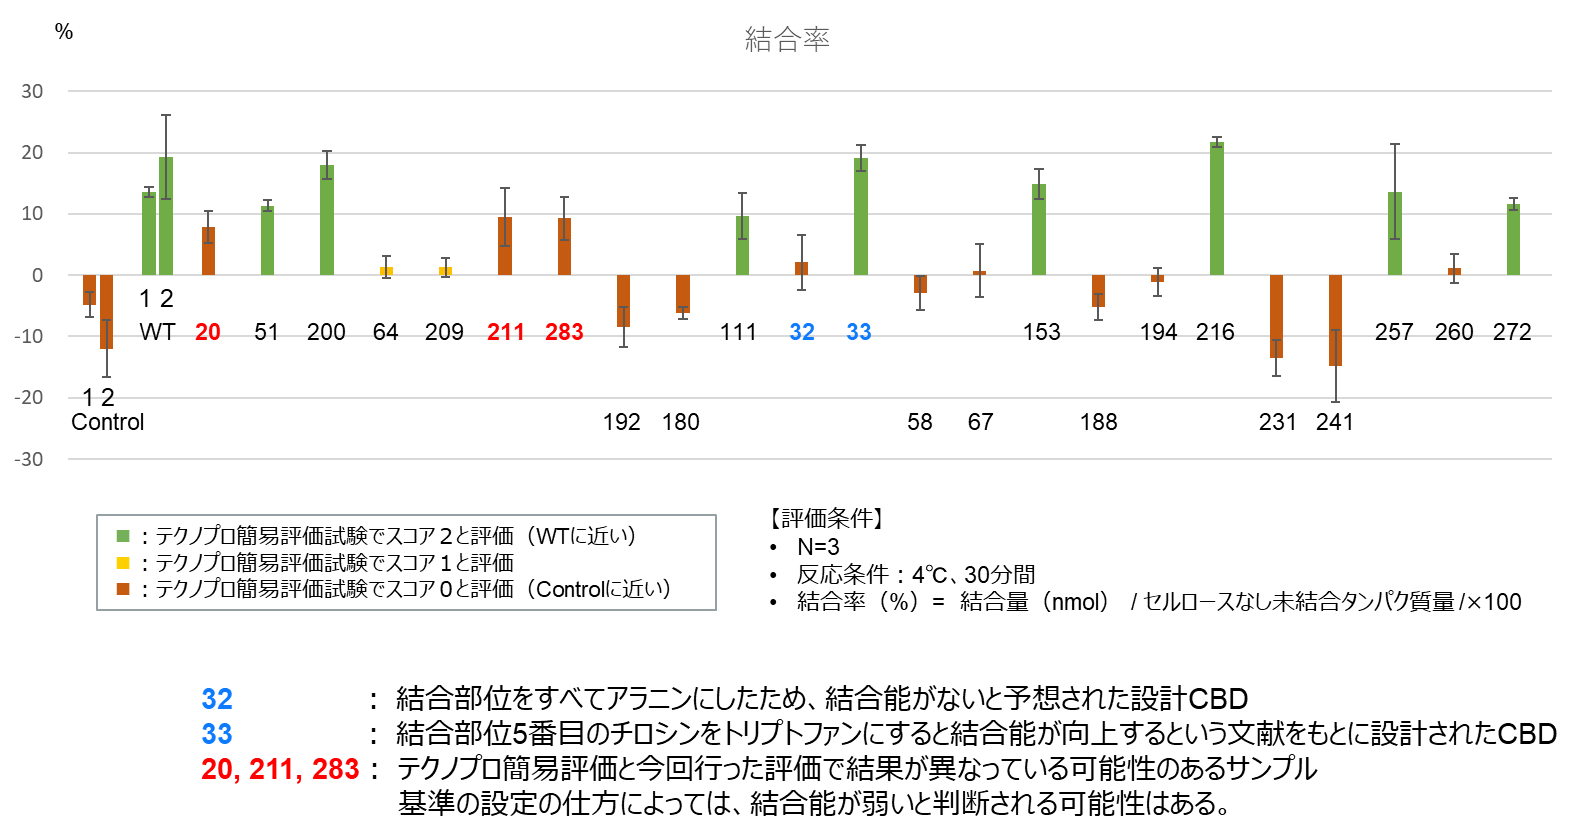 %
結合率
30
20
10
0
-10
-20
-30
1 2
WT
20
51
200
64
209
211
283
111
32
33
153
194
216
257
260
272
1 2
Control
192
180
58
67
188
231
241
■：テクノプロ簡易評価試験でスコア２と評価（WTに近い）
■：テクノプロ簡易評価試験でスコア１と評価
■：テクノプロ簡易評価試験でスコア０と評価（Controlに近い）
【評価条件】
• N=3
• 反応条件：4℃、30分間
• 結合率（%）= 結合量（nmol） / セルロースなし未結合タンパク質量 /×100
32 ： 結合部位をすべてアラニンにしたため、結合能がないと予想された設計CBD
33 ： 結合部位5番目のチロシンをトリプトファンにすると結合能が向上するという文献をもとに設計されたCBD
20, 211, 283： テクノプロ簡易評価と今回行った評価で結果が異なっている可能性のあるサンプル
基準の設定の仕方によっては、結合能が弱いと判断される可能性はある。